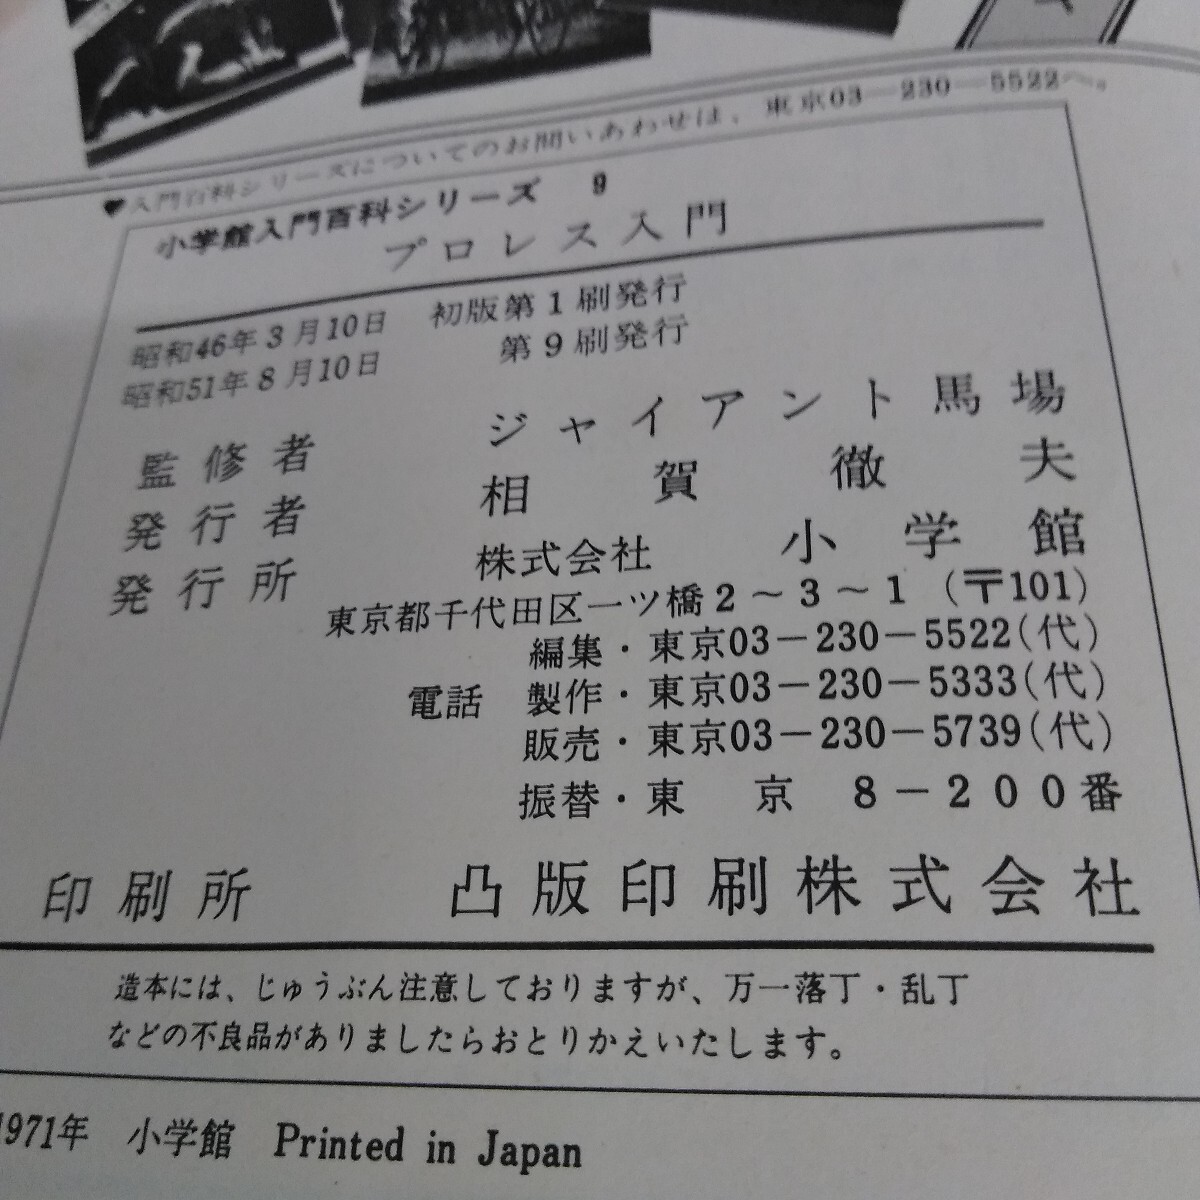 ♥入門百科シリーズについてのお問いあわせは、東京03―230―5522へ。
小学館入門百科シリーズ 9
プロレス入門
昭和46年3月10日 初版第1刷発行
昭和51年8月10日 第9刷発行
監修者 ジャイアント馬場
発行者 相賀徹夫
発行所 株式会社 小学館
東京都千代田区一ツ橋2～3～1 (〒101)
編集・東京03－230－5522(代)
電話 製作・東京03－230－5333(代)
販売・東京03－230－5739(代)
振替・東京 8－200番
印刷所 凸版印刷株式会社
造本には、じゅうぶん注意しておりますが、万一落丁・乱丁
などの不良品がありましたらおとりかえいたします。
1971年 小学館 Printed in Japan